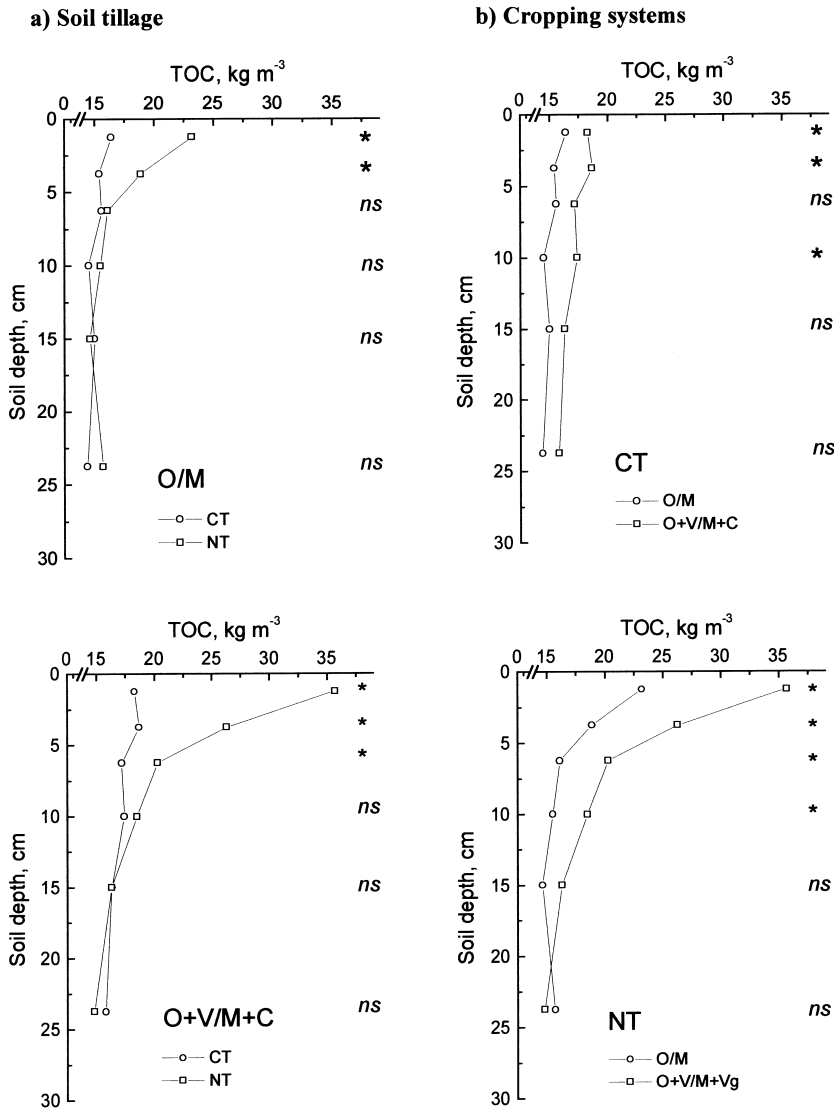 a) Soil tillage
TOC, kg m-3
0 15 20 25 30 35
0
5
10
15
20
25
30
Soil depth, cm
*
*
ns
ns
ns
ns
O/M
CT
NT
b) Cropping systems
TOC, kg m-3
0 15 20 25 30 35
0
5
10
15
20
25
30
Soil depth, cm
*
*
ns
*
ns
ns
CT
O/M
O+V/M+C
TOC, kg m-3
0 15 20 25 30 35
0
5
10
15
20
25
30
Soil depth, cm
*
*
*
ns
ns
ns
O+V/M+C
CT
NT
TOC, kg m-3
0 15 20 25 30 35
0
5
10
15
20
25
30
Soil depth, cm
*
*
*
*
ns
ns
NT
O/M
O+V/M+Vg